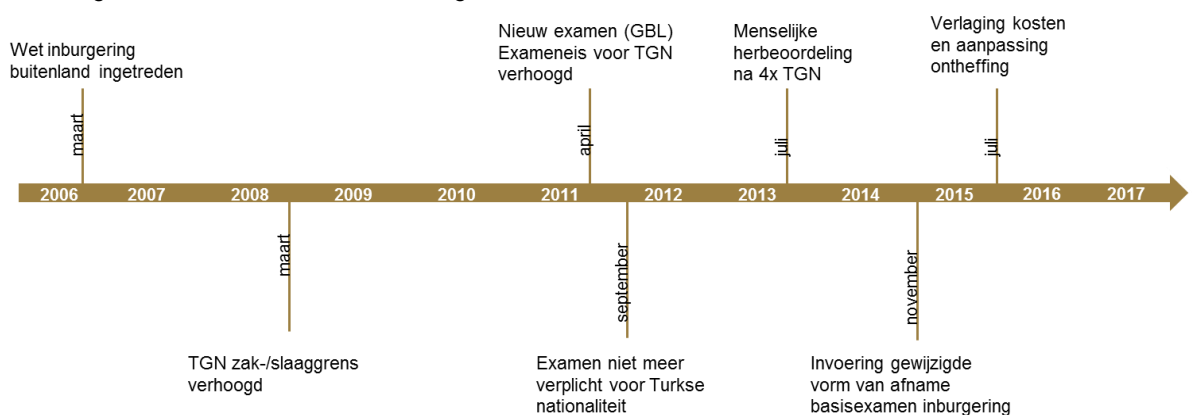 Wet inburgering
buitenland ingetreden
Nieuw examen (GBL)
Exameneis voor TGN
verhoogd
Menselijke
herbeoordeling
na 4x TGN
Verlaging kosten
en aanpassing
ontheffing
maart
april
juli
juli
2006 2007 2008 2009 2010 2011 2012 2013 2014 2015 2016 2017
maart
september
november
TGN zak-/slaaggrens
verhoogd
Examen niet meer
verplicht voor Turkse
nationaliteit
Invoering gewijzigde
vorm van afname
basisexamen inburgering